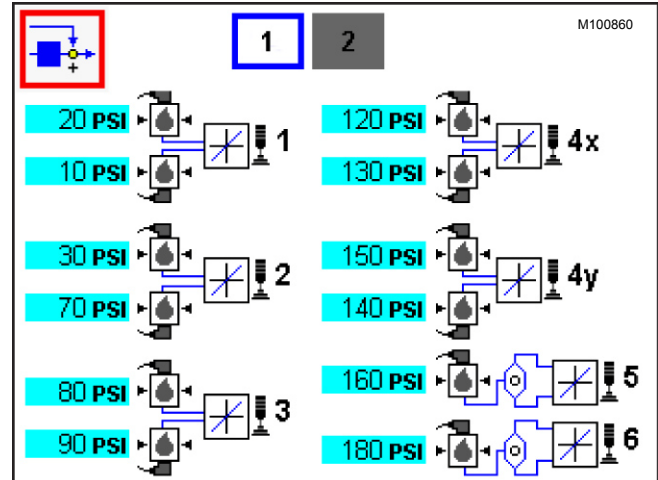 1 2 M100860
20 PSI 120 PSI
1 4x
10 PSI 130 PSI
30 PSI 150 PSI
2 4y
70 PSI 140 PSI
80 PSI 160 PSI 5
3
90 PSI 180 PSI 6